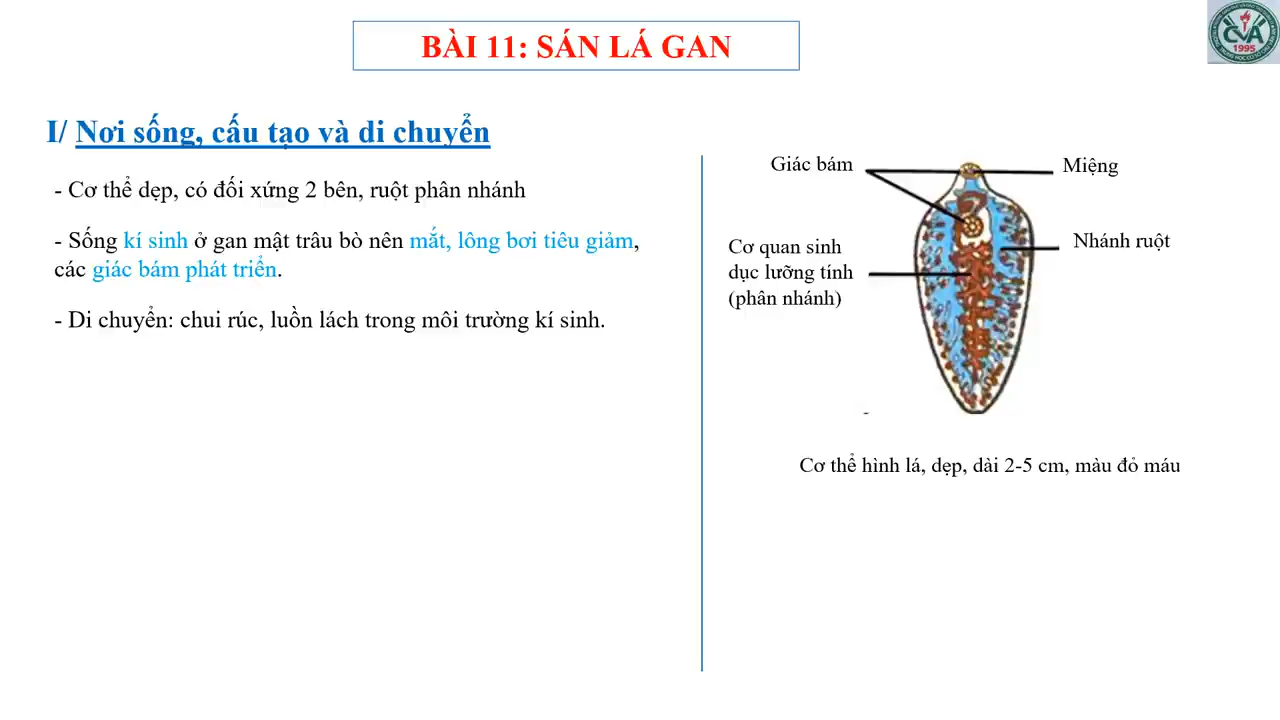 BÀI 11: SÁN LÁ GAN
CVA
1995
I/ Nơi sống, cấu tạo và di chuyển
- Cơ thể dẹp, có đối xứng 2 bên, ruột phân nhánh
- Sống kí sinh ở gan mật trâu bò nên mắt, lông bơi tiêu giảm,
các giác bám phát triển.
- Di chuyển: chui rúc, luồn lách trong môi trường kí sinh.
Giác bám
Miệng
Cơ quan sinh
dục lưỡng tính
(phân nhánh)
Nhánh ruột
Cơ thể hình lá, dẹp, dài 2-5 cm, màu đỏ máu